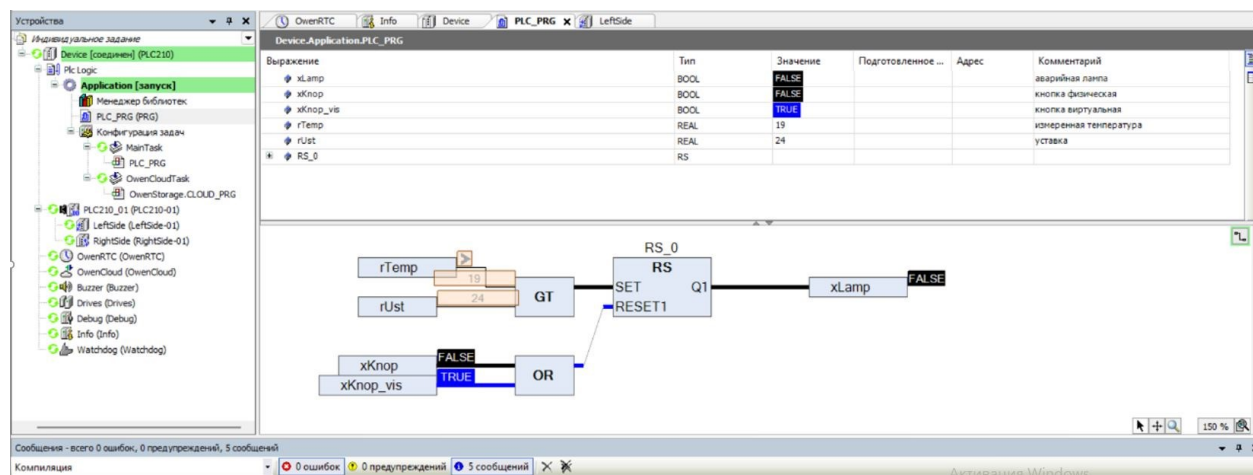 Устройства
Индивидуальное задание
Device [соединен] (PLC210)
Plc Logic
Application [запуск]
Менеджер библиотек
PLC_PRG (PRG)
Конфигурация задач
MainTask
PLC_PRG
OwenCloudTask
OwenStorage.CLOUD_PRG
PLC210_01 (PLC210-01)
LeftSide (LeftSide-01)
RightSide (RightSide-01)
OwenRTC (OwenRTC)
OwenCloud (OwenCloud)
Buzzer (Buzzer)
Drives (Drives)
Debug (Debug)
Info (Info)
Watchdog (Watchdog)
OwenRTC Info Device PLC_PRG LeftSide
Device.Application.PLC_PRG
Выражение Тип Значение Подготовленное ... Адрес Комментарий
xLamp BOOL FALSE аварийная лампа
xKnop BOOL FALSE кнопка физическая
xKnop_vis BOOL TRUE кнопка виртуальная
rTemp REAL 19 измеренная температура
rUst REAL 24 уставка
RS_0 RS
RS_0
rTemp > RS
19 SET Q1 xLamp FALSE
24 GT
rUst RESET1
xKnop FALSE
xKnop_vis TRUE OR
150 %
Сообщения - всего 0 ошибок, 0 предупреждений, 5 сообщений
Компиляция 0 ошибок 0 предупреждений 5 сообщений
Активация Windows